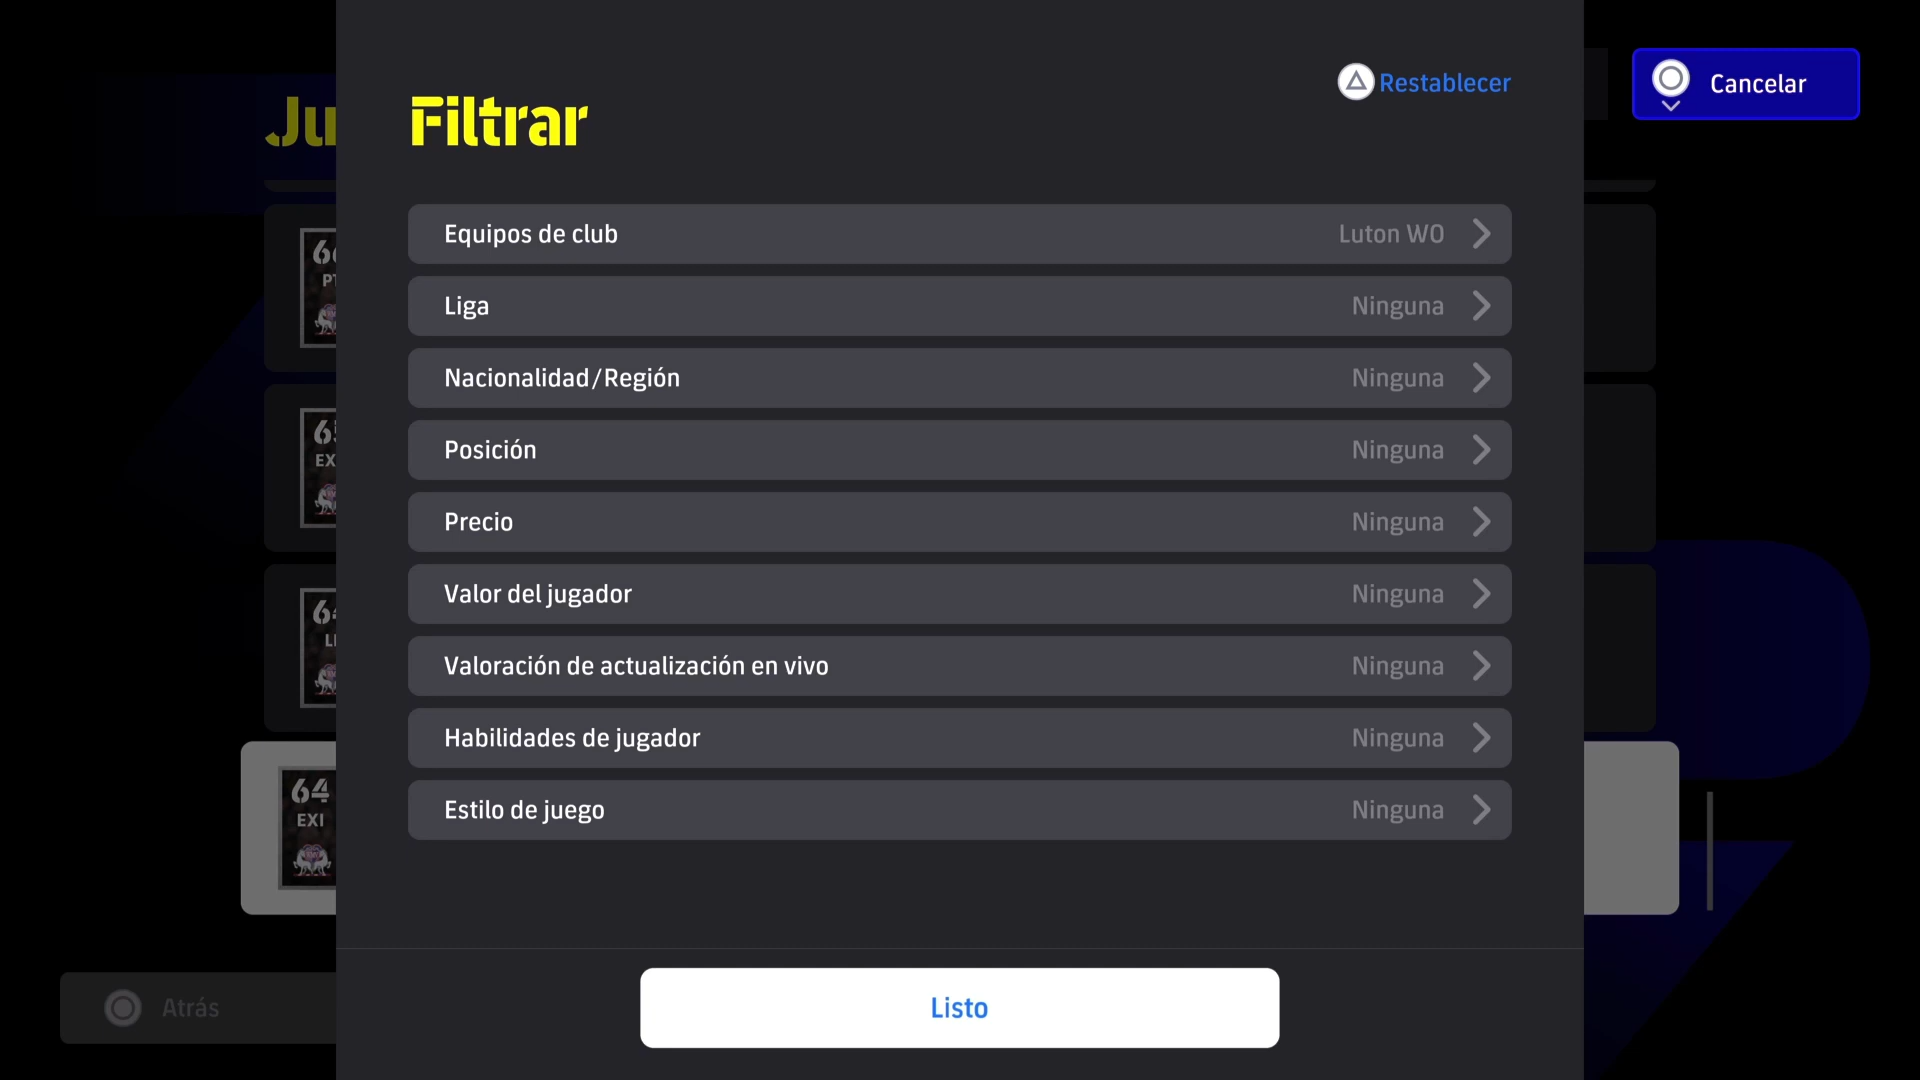 Restablecer
Cancelar
Filtrar
Equipos de club Luton WO
Liga Ninguna
Nacionalidad/Región Ninguna
Posición Ninguna
Precio Ninguna
Valor del jugador Ninguna
Valoración de actualización en vivo Ninguna
Habilidades de jugador Ninguna
Estilo de juego Ninguna
64
EXI
Atrás
Listo